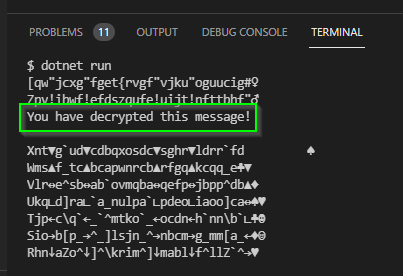 PROBLEMS 11 OUTPUT DEBUG CONSOLE TERMINAL
$ dotnet run
[qw"jcxg"fget{rvgf"vjku"oguucig#♀
Zpv!ibwf!efdszqufe!uijt!nfttbhf"♂
You have decrypted this message!
Xnt▼g`ud▼cdbqxosdc▼sghr▼ldrr`fd ♠
Wms▲f_tc▲bcapwnrcb▲rfgq▲kcqq_e♣▼
Vlr↔e^sb↔ab`ovmqba↔qefp↔jbpp^db▲♦
Ukq∟d]ra∟`a_nulpa`∟pdeo∟iaoo]ca↔♠♥
Tjp←c\q`←_`^mtko`_←ocdn←h`nn\b`∟♣☻
Sio→b[p_→^_]lsjn_^→nbcm→g_mm[a_←♦☺
Rhn↓aZo^↓]^\krim^]↓mabl↓f^llZ`^→♥